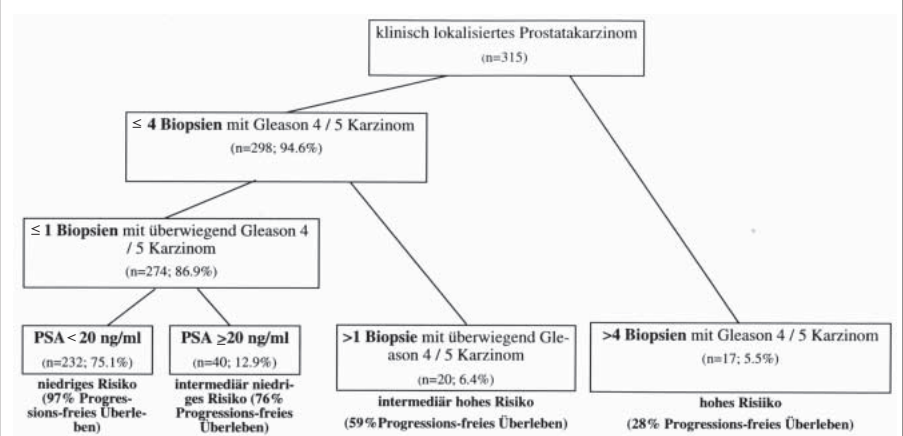 klinisch lokalisiertes Prostatakarzinom
(n=315)
≤ 4 Biopsien mit Gleason 4 / 5 Karzinom
(n=298; 94.6%)
≤ 1 Biopsien mit überwiegend Gleason 4
/ 5 Karzinom
(n=274; 86.9%)
PSA < 20 ng/ml
(n=232; 75.1%)
niedriges Risiko
(97% Progres-
sions-freies Überle-
ben)
PSA ≥20 ng/ml
(n=40; 12.9%)
intermediär niedri-
ges Risiko (76%
Progressions-freies
Überleben)
>1 Biopsie mit überwiegend Gle-
ason 4 / 5 Karzinom
(n=20; 6.4%)
intermediär hohes Risiko
(59%Progressions-freies Überleben)
>4 Biopsien mit Gleason 4 / 5 Karzinom
(n=17; 5.5%)
hohes Risiiko
(28% Progressions-freies Überleben)